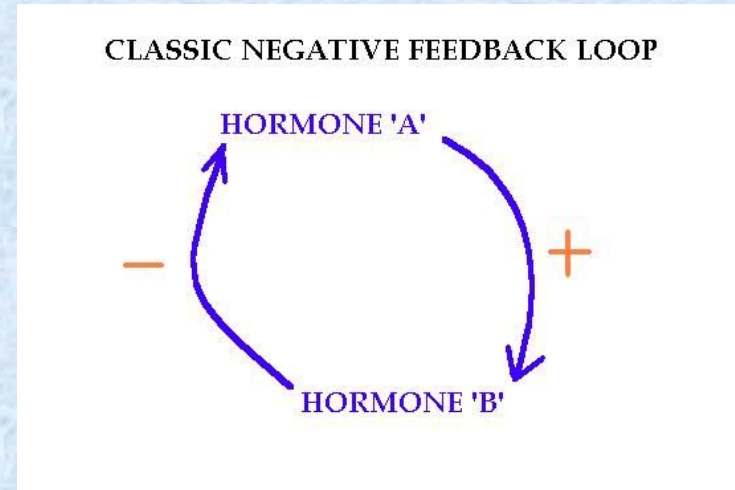 CLASSIC NEGATIVE FEEDBACK LOOP
HORMONE 'A'
−
+
HORMONE 'B'